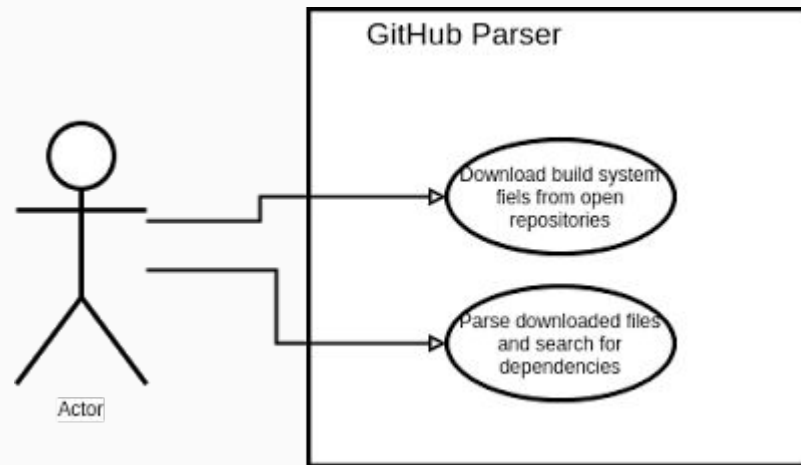 GitHub Parser
Download build system
fiels from open
repositories
Parse downloaded files
and search for
dependencies
Actor